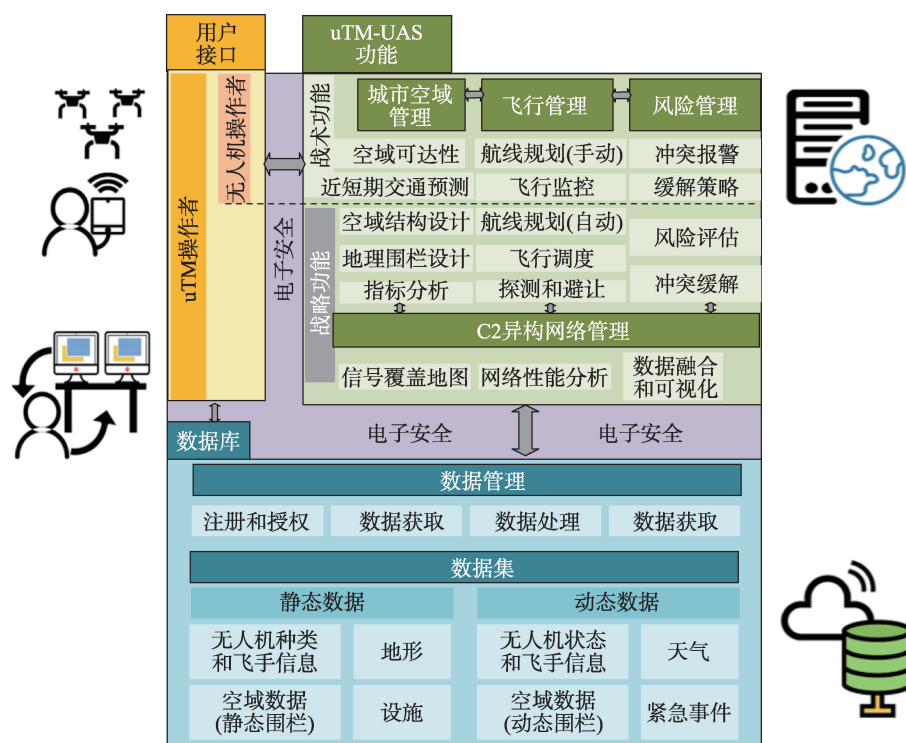 用户
接口
uTM-UAS
功能
uTM操作者
无人机操作者
电子安全
战术功能
城市空域
管理
飞行管理
风险管理
空域可达性
航线规划(手动)
冲突报警
近短期交通预测
飞行监控
缓解策略
战略功能
空域结构设计
航线规划(自动)
风险评估
地理围栏设计
飞行调度
冲突缓解
指标分析
探测和避让
C2异构网络管理
信号覆盖地图
网络性能分析
数据融合
和可视化
电子安全
电子安全
数据库
数据管理
注册和授权
数据获取
数据处理
数据获取
数据集
静态数据
动态数据
无人机种类
和飞手信息
地形
无人机状态
和飞手信息
天气
空域数据
(静态围栏)
设施
空域数据
(动态围栏)
紧急事件